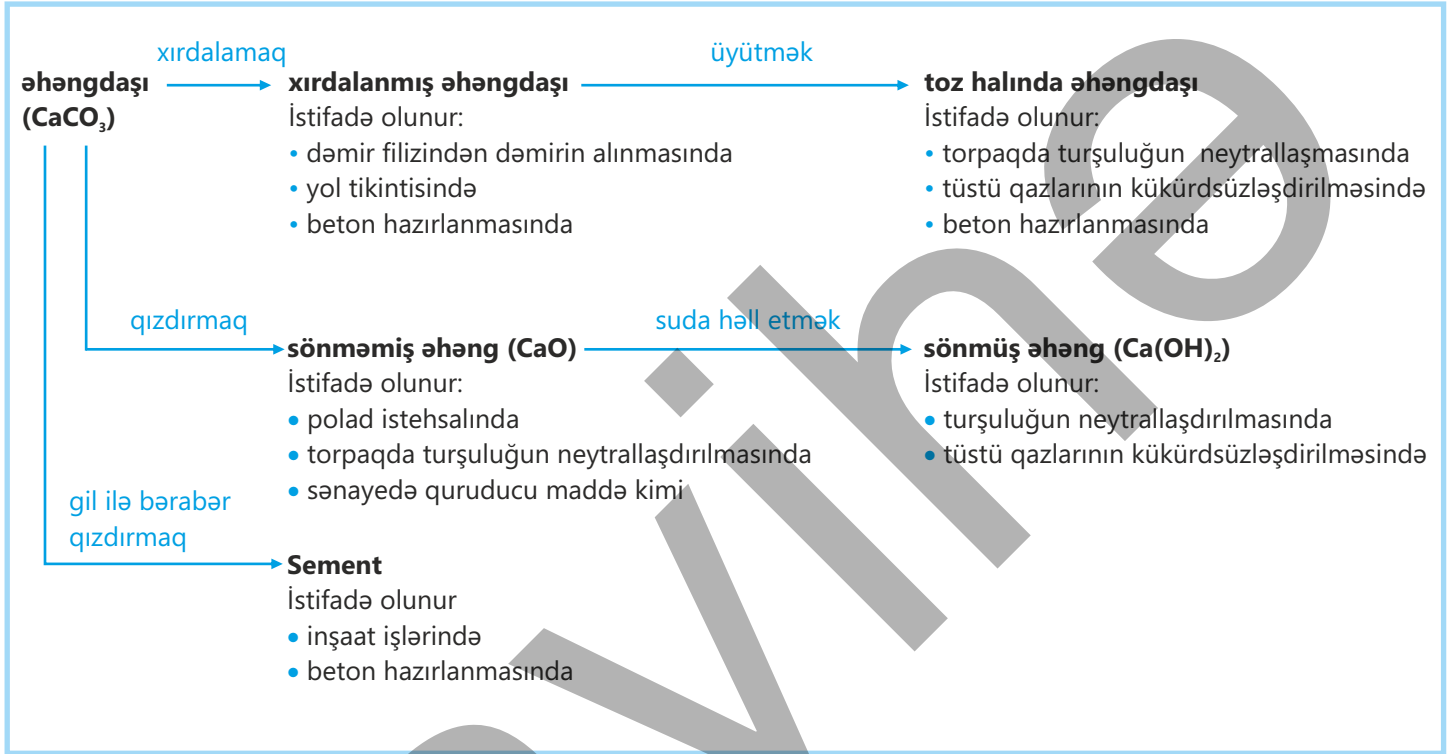 xırdalamaq
üyütmək
əhəngdaşı
(CaCO₃)
xırdalanmış əhəngdaşı
İstifadə olunur:
• dəmir filizindən dəmirin alınmasında
• yol tikintisində
• beton hazırlanmasında
toz halında əhəngdaşı
İstifadə olunur:
• torpaqda turşuluğun neytrallaşmasında
• tüstü qazlarının kükürdsüzləşdirilməsində
• beton hazırlanmasında
qızdırmaq
suda həll etmək
sönməmiş əhəng (CaO)
İstifadə olunur:
• polad istehsalında
• torpaqda turşuluğun neytrallaşdırılmasında
• sənayedə quruducu maddə kimi
sönmüş əhəng (Ca(OH)₂)
İstifadə olunur:
• turşuluğun neytrallaşdırılmasında
• tüstü qazlarının kükürdsüzləşdirilməsində
gil ilə bərabər
qızdırmaq
Sement
İstifadə olunur
• inşaat işlərində
• beton hazırlanmasında